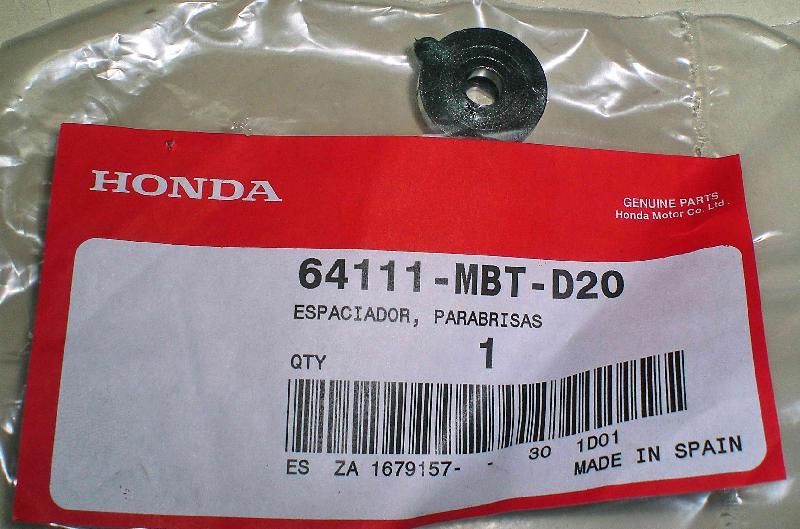 HONDA
GENUINE PARTS
Honda Motor Co. Ltd.
64111-MBT-D20
ESPACIADOR, PARABRISAS
QTY 1
ES ZA 1679157- - 30 1D01
MADE IN SPAIN